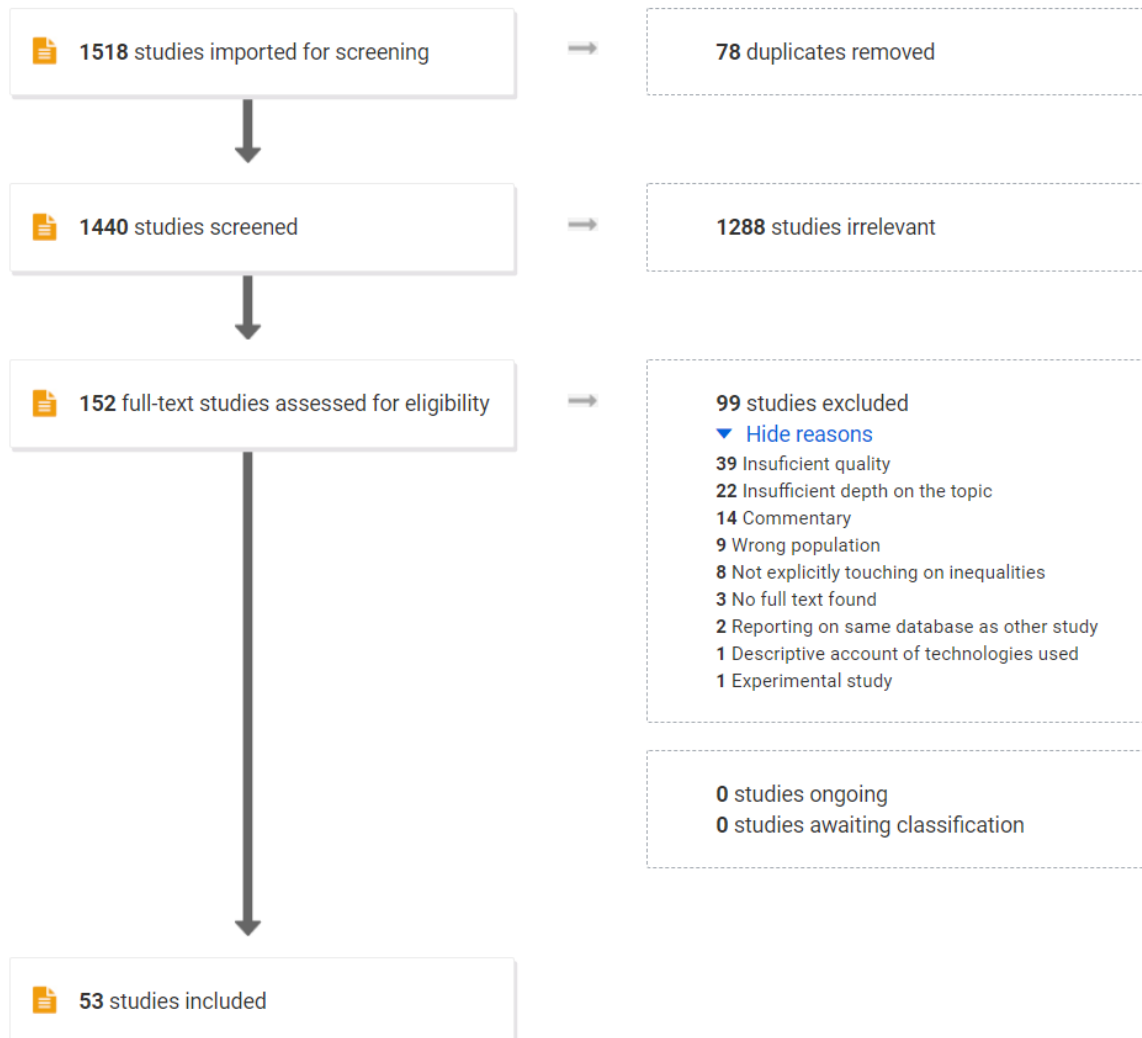 1518 studies imported for screening
78 duplicates removed
1440 studies screened
1288 studies irrelevant
152 full-text studies assessed for eligibility
99 studies excluded
Hide reasons
39 Insuficient quality
22 Insufficient depth on the topic
14 Commentary
9 Wrong population
8 Not explicitly touching on inequalities
3 No full text found
2 Reporting on same database as other study
1 Descriptive account of technologies used
1 Experimental study
0 studies ongoing
0 studies awaiting classification
53 studies included